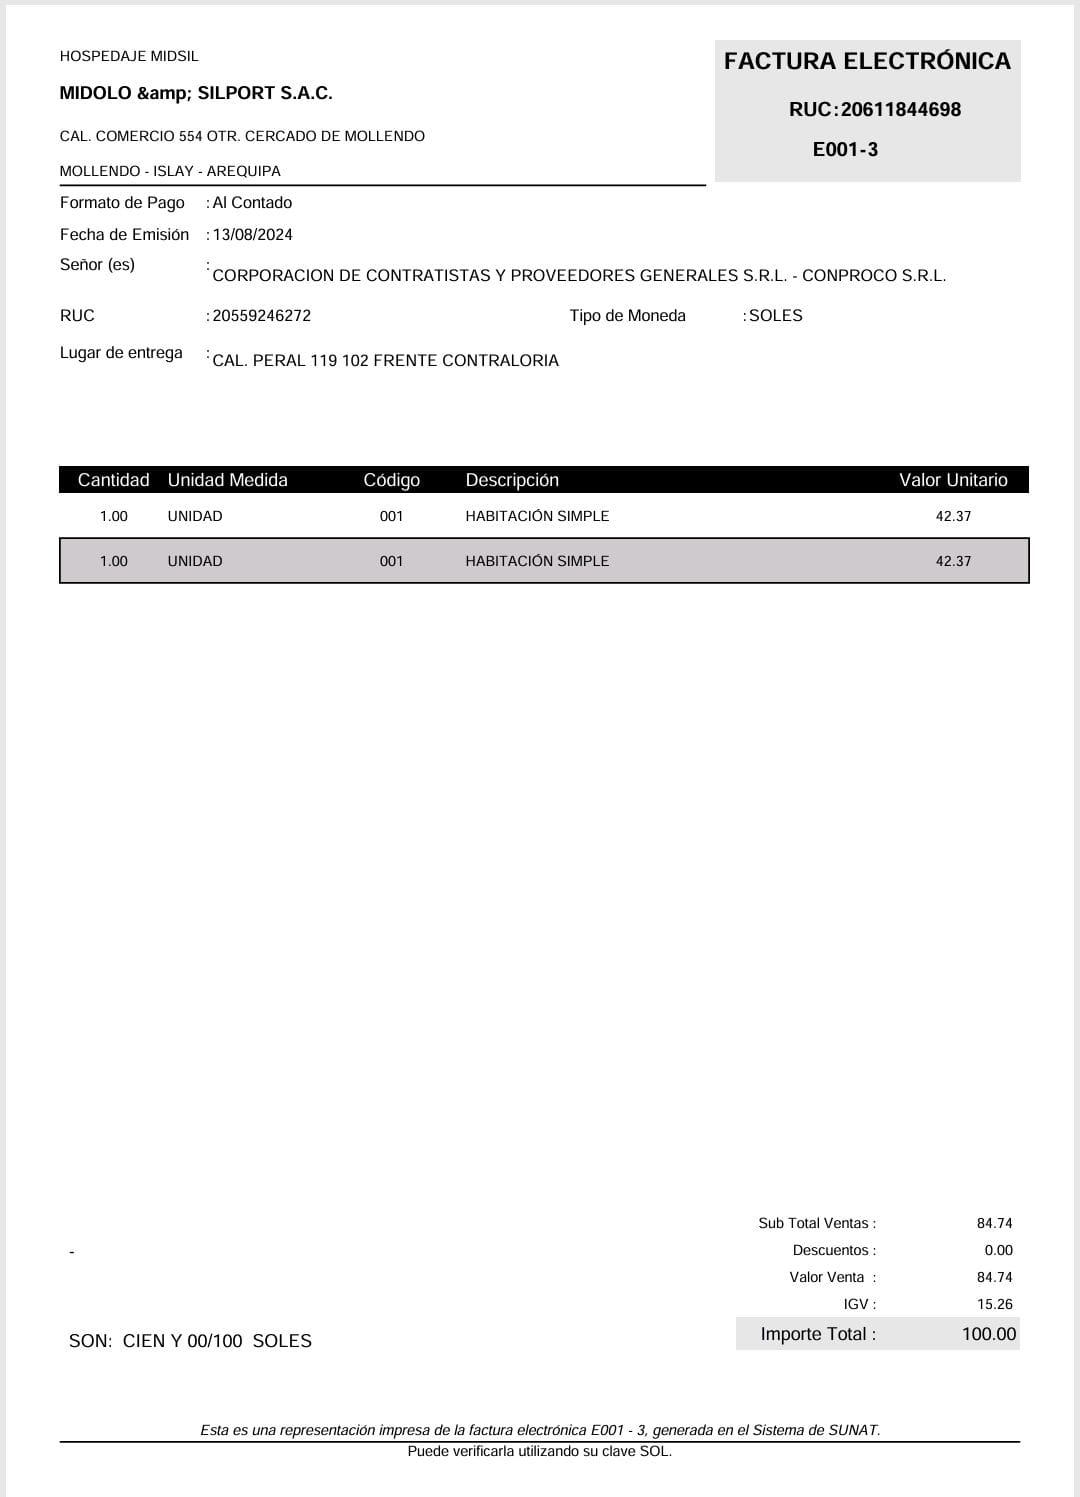 HOSPEDAJE MIDSIL
MIDOLO &amp; SILPORT S.A.C.
CAL. COMERCIO 554 OTR. CERCADO DE MOLLENDO
MOLLENDO - ISLAY - AREQUIPA
FACTURA ELECTRÓNICA
RUC:20611844698
E001-3
Formato de Pago : Al Contado
Fecha de Emisión : 13/08/2024
Señor (es) : CORPORACION DE CONTRATISTAS Y PROVEEDORES GENERALES S.R.L. - CONPROCO S.R.L.
RUC : 20559246272 Tipo de Moneda : SOLES
Lugar de entrega : CAL. PERAL 119 102 FRENTE CONTRALORIA
Cantidad Unidad Medida Código Descripción Valor Unitario
1.00 UNIDAD 001 HABITACIÓN SIMPLE 42.37
1.00 UNIDAD 001 HABITACIÓN SIMPLE 42.37
Sub Total Ventas : 84.74
- Descuentos : 0.00
Valor Venta : 84.74
IGV : 15.26
Importe Total : 100.00
SON: CIEN Y 00/100 SOLES
Esta es una representación impresa de la factura electrónica E001 - 3, generada en el Sistema de SUNAT.
Puede verificarla utilizando su clave SOL.